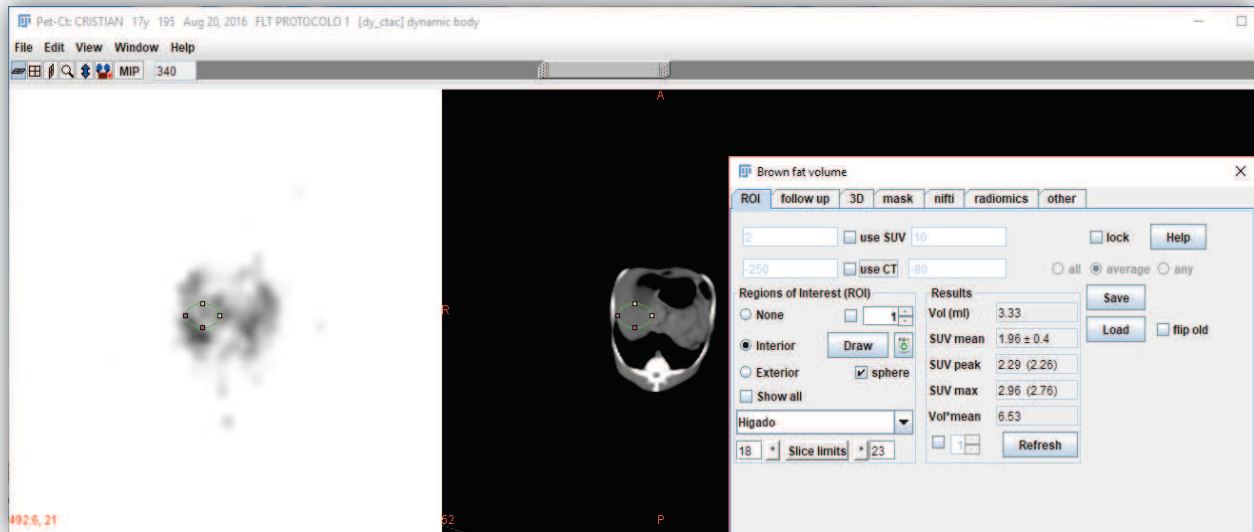 Pet-Ct: CRISTIAN 17y 195 Aug 20, 2016 FLT PROTOCOLO 1 [dy_ctac] dynamic body
File Edit View Window Help
MIP 340
A
Brown fat volume
ROI follow up 3D mask nifti radiomics other
2 use SUV 10 lock Help
-250 use CT -80 all average any
Regions of Interest (ROI) Results Save
None 1 Vol (ml) 3.33
R
Load flip old
Interior Draw SUV mean 1.96 ± 0.4
Exterior sphere SUV peak 2.29 (2.26)
Show all SUV max 2.96 (2.76)
Higado Vol*mean 6.53
18 * Slice limits * 23 1 Refresh
492.6, 21 52 P